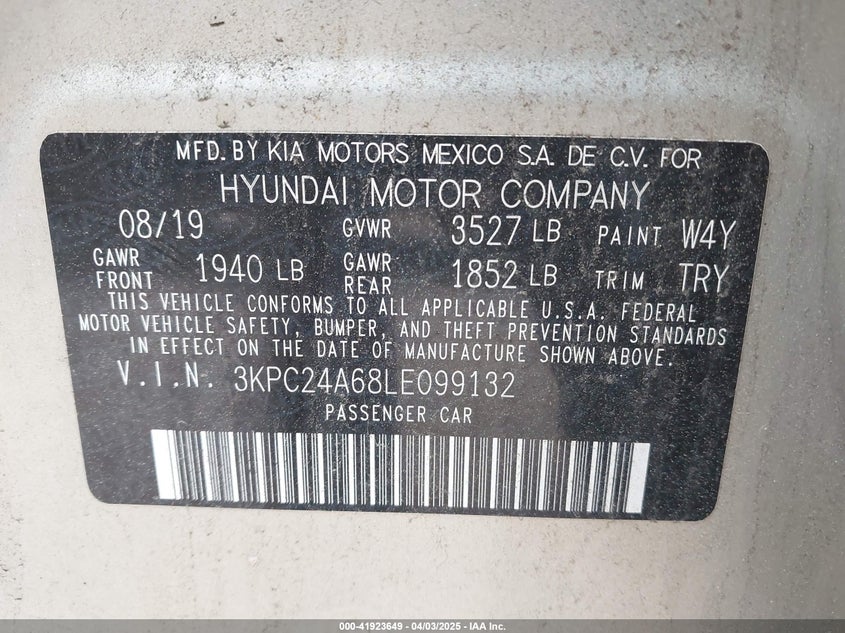 MFD. BY KIA MOTORS MEXICO S.A. DE C.V. FOR
HYUNDAI MOTOR COMPANY
08/19 GVWR 3527 LB PAINT W4Y
GAWR FRONT 1940 LB GAWR REAR 1852 LB TRIM TRY
THIS VEHICLE CONFORMS TO ALL APPLICABLE U.S.A. FEDERAL
MOTOR VEHICLE SAFETY, BUMPER, AND THEFT PREVENTION STANDARDS
IN EFFECT ON THE DATE OF MANUFACTURE SHOWN ABOVE.
V.I.N. 3KPC24A68LE099132
PASSENGER CAR
000-41923649 - 04/03/2025 - IAA Inc.